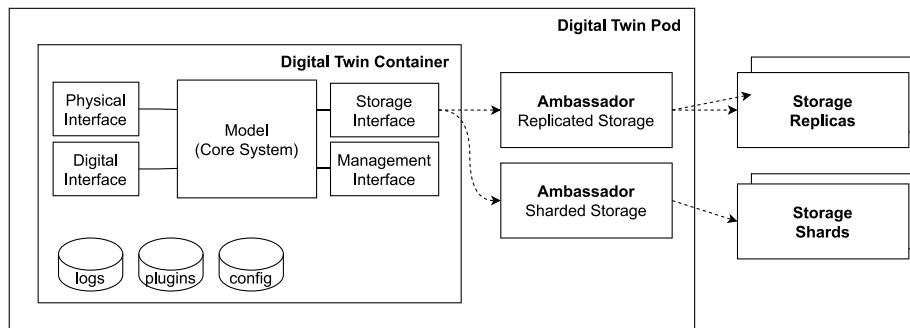 Digital Twin Pod
Digital Twin Container
Physical
Interface
Digital
Interface
Model
(Core System)
Storage
Interface
Management
Interface
logs
plugins
config
Ambassador
Replicated Storage
Ambassador
Sharded Storage
Storage
Replicas
Storage
Shards